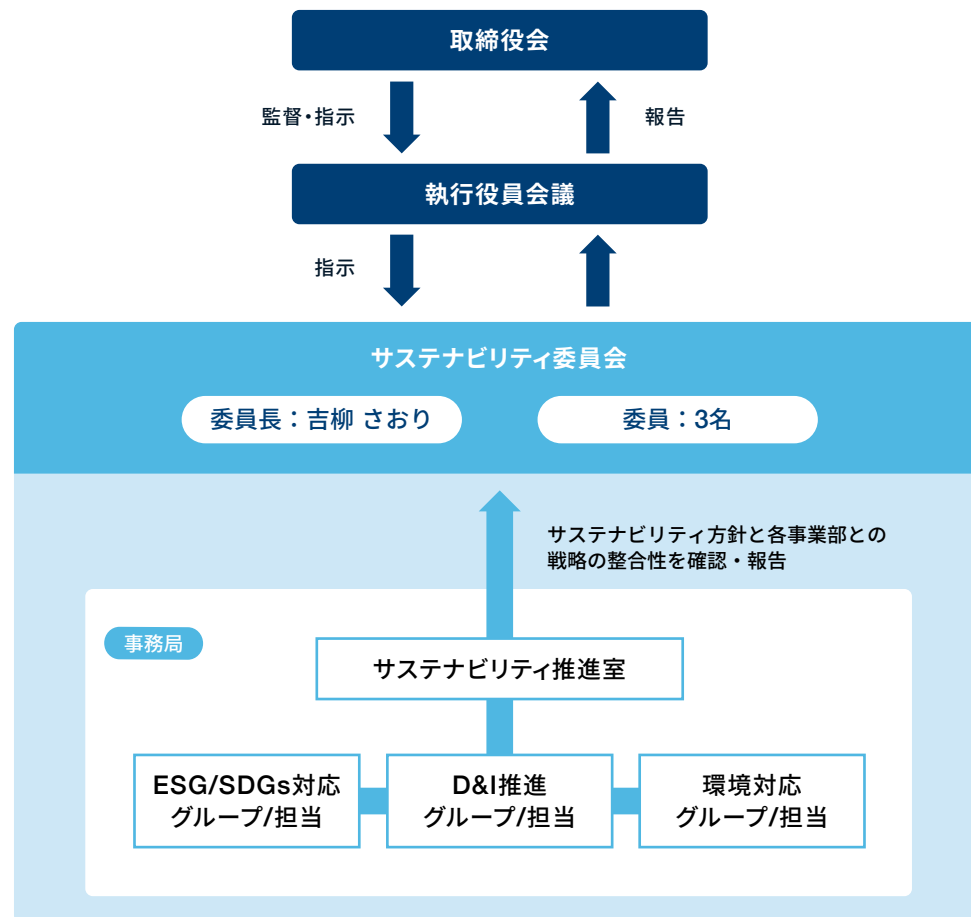 取締役会
監督・指示
報告
執行役員会議
指示
サステナビリティ委員会
委員長：吉柳 さおり
委員：3名
サステナビリティ方針と各事業部との
戦略の整合性を確認・報告
事務局
サステナビリティ推進室
ESG/SDGs対応
グループ/担当
D&I推進
グループ/担当
環境対応
グループ/担当